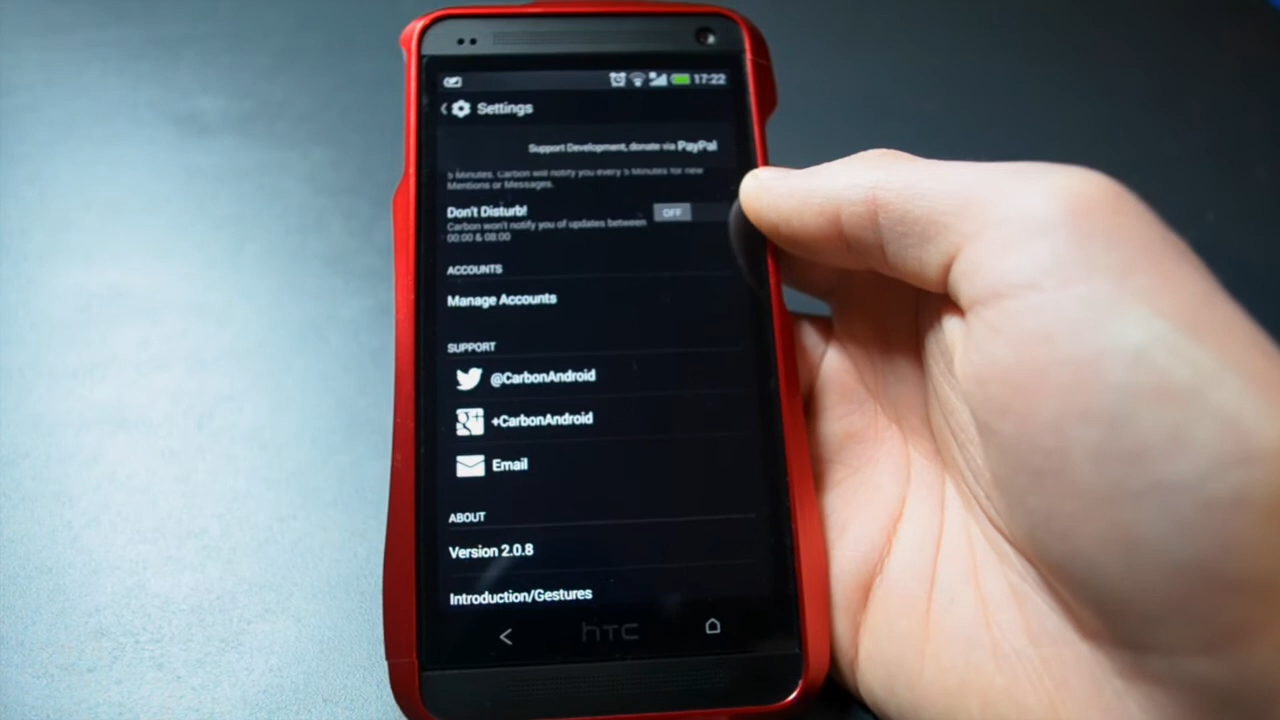 17:22
Settings
Support Development, donate via PayPal
5 Minutes. Carbon will notify you every 5 Minutes for new
Mentions or Messages.
Don't Disturb!
OFF
Carbon won't notify you of updates between
00:00 & 08:00
ACCOUNTS
Manage Accounts
SUPPORT
@CarbonAndroid
+CarbonAndroid
Email
ABOUT
Version 2.0.8
Introduction/Gestures
hTC